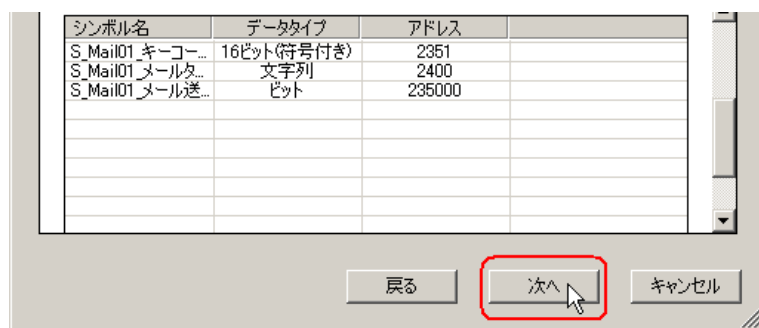 シンボル名 データタイプ アドレス
S_Mail01_キーコー... 16ビット(符号付き) 2351
S_Mail01_メールタ... 文字列 2400
S_Mail01_メール送... ビット 235000
戻る 次へ キャンセル